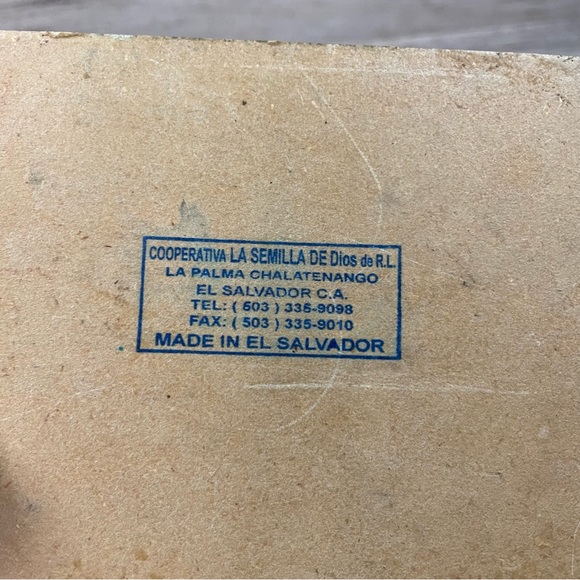 COOPERATIVA LA SEMILLA DE Dios de R.L.
LA PALMA CHALATENANGO
EL SALVADOR C.A.
TEL: ( 503 ) 335-9098
FAX: ( 503 ) 335-9010
MADE IN EL SALVADOR